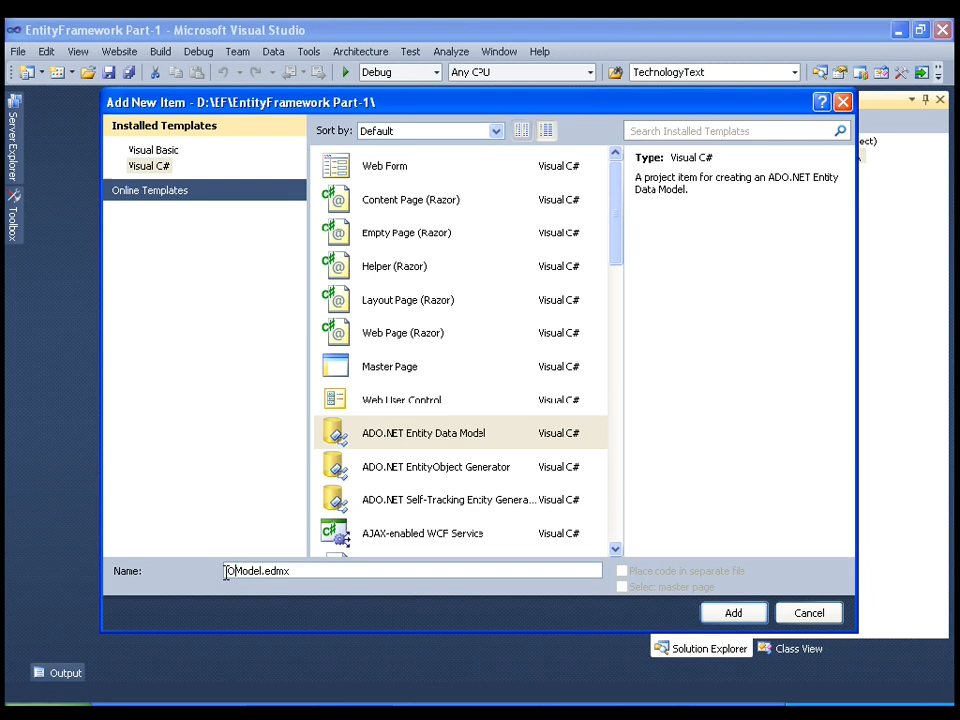 EntityFramework Part-1 - Microsoft Visual Studio
File Edit View Website Build Debug Team Data Tools Architecture Test Analyze Window Help
Debug Any CPU TechnologyText
Server Explorer
Toolbox
Add New Item - D:\EF\EntityFramework Part-1\
Installed Templates
Visual Basic
Visual C#
Online Templates
Sort by: Default
Search Installed Templates
Web Form Visual C#
Content Page (Razor) Visual C#
Empty Page (Razor) Visual C#
Helper (Razor) Visual C#
Layout Page (Razor) Visual C#
Web Page (Razor) Visual C#
Master Page Visual C#
Web User Control Visual C#
ADO.NET Entity Data Model Visual C#
ADO.NET EntityObject Generator Visual C#
ADO.NET Self-Tracking Entity Genera... Visual C#
AJAX-enabled WCF Service Visual C#
Type: Visual C#
A project item for creating an ADO.NET Entity
Data Model.
ect)
Name:
Model.edmx
Place code in separate file
Select master page
Add Cancel
Solution Explorer Class View
Output